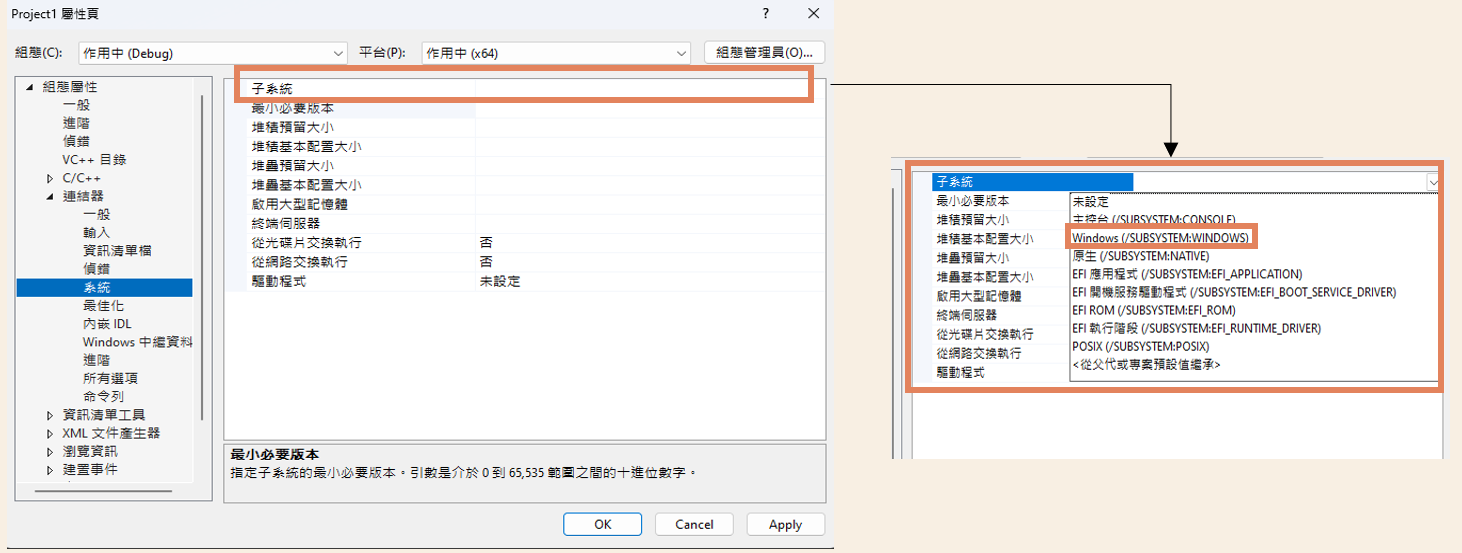 Project1 屬性頁 ?
組態(C): 作用中 (Debug) 平台(P): 作用中 (x64) 組態管理員(O)...
組態屬性
一般
進階
偵錯
VC++ 目錄
C/C++
連結器
一般
輸入
資訊清單檔
偵錯
系統
最佳化
內嵌 IDL
Windows 中繼資料
進階
所有選項
命令列
資訊清單工具
XML 文件產生器
瀏覽資訊
建置事件
子系統
最小必要版本
堆積預留大小
堆積基本配置大小
堆疊預留大小
堆疊基本配置大小
啟用大型記憶體
終端伺服器
從光碟片交換執行 否
從網路交換執行 否
驅動程式 未設定
最小必要版本
指定子系統的最小必要版本。引數是介於 0 到 65,535 範圍之間的十進位數字。
OK Cancel Apply
子系統
最小必要版本
堆積預留大小
堆積基本配置大小
堆疊預留大小
堆疊基本配置大小
啟用大型記憶體
終端伺服器
從光碟片交換執行
從網路交換執行
驅動程式
未設定
主控台 (/SUBSYSTEM:CONSOLE)
Windows (/SUBSYSTEM:WINDOWS)
原生 (/SUBSYSTEM:NATIVE)
EFI 應用程式 (/SUBSYSTEM:EFI_APPLICATION)
EFI 開機服務驅動程式 (/SUBSYSTEM:EFI_BOOT_SERVICE_DRIVER)
EFI ROM (/SUBSYSTEM:EFI_ROM)
EFI 執行階段 (/SUBSYSTEM:EFI_RUNTIME_DRIVER)
POSIX (/SUBSYSTEM:POSIX)
<從父代或專案預設值繼承>